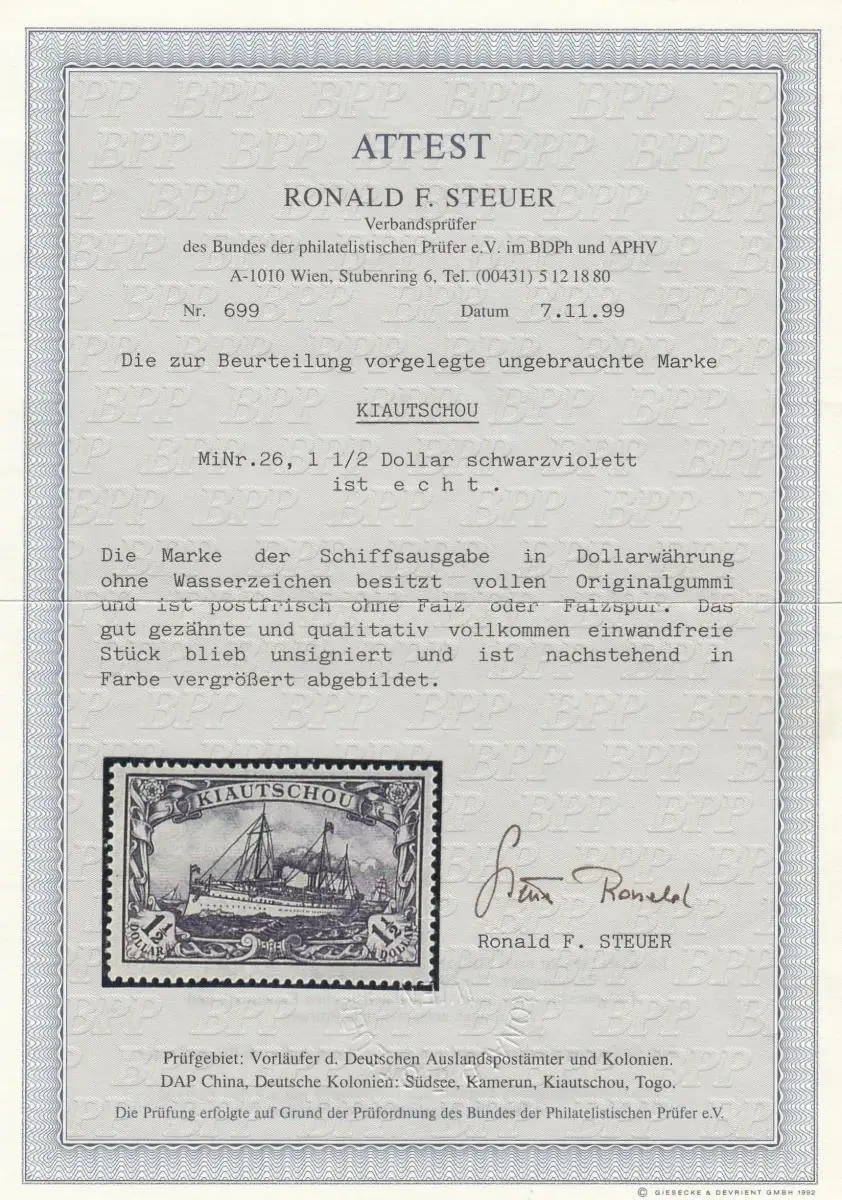 ATTEST
RONALD F. STEUER
Verbandsprüfer
des Bundes der philatelistischen Prüfer e.V. im BDPh und APHV
A-1010 Wien, Stubenring 6, Tel. (00431) 5 12 18 80
Nr. 699 Datum 7.11.99
Die zur Beurteilung vorgelegte ungebrauchte Marke
KIAUTSCHOU
MiNr.26, 1 1/2 Dollar schwarzviolett
ist e c h t .
Die Marke der Schiffsausgabe in Dollarwährung
ohne Wasserzeichen besitzt vollen Originalgummi
und ist postfrisch ohne Falz oder Falzspur. Das
gut gezähnte und qualitativ vollkommen einwandfreie
Stück blieb unsigniert und ist nachstehend in
Farbe vergrößert abgebildet.
KIAUTSCHOU
1½ 1½
DOLLAR DOLLAR
Steuer Ronald
Ronald F. STEUER
Prüfgebiet: Vorläufer d. Deutschen Auslandspostämter und Kolonien.
DAP China, Deutsche Kolonien: Südsee, Kamerun, Kiautschou, Togo.
Die Prüfung erfolgte auf Grund der Prüfordnung des Bundes der Philatelistischen Prüfer e.V.
© GIESECKE & DEVRIENT GMBH 1992